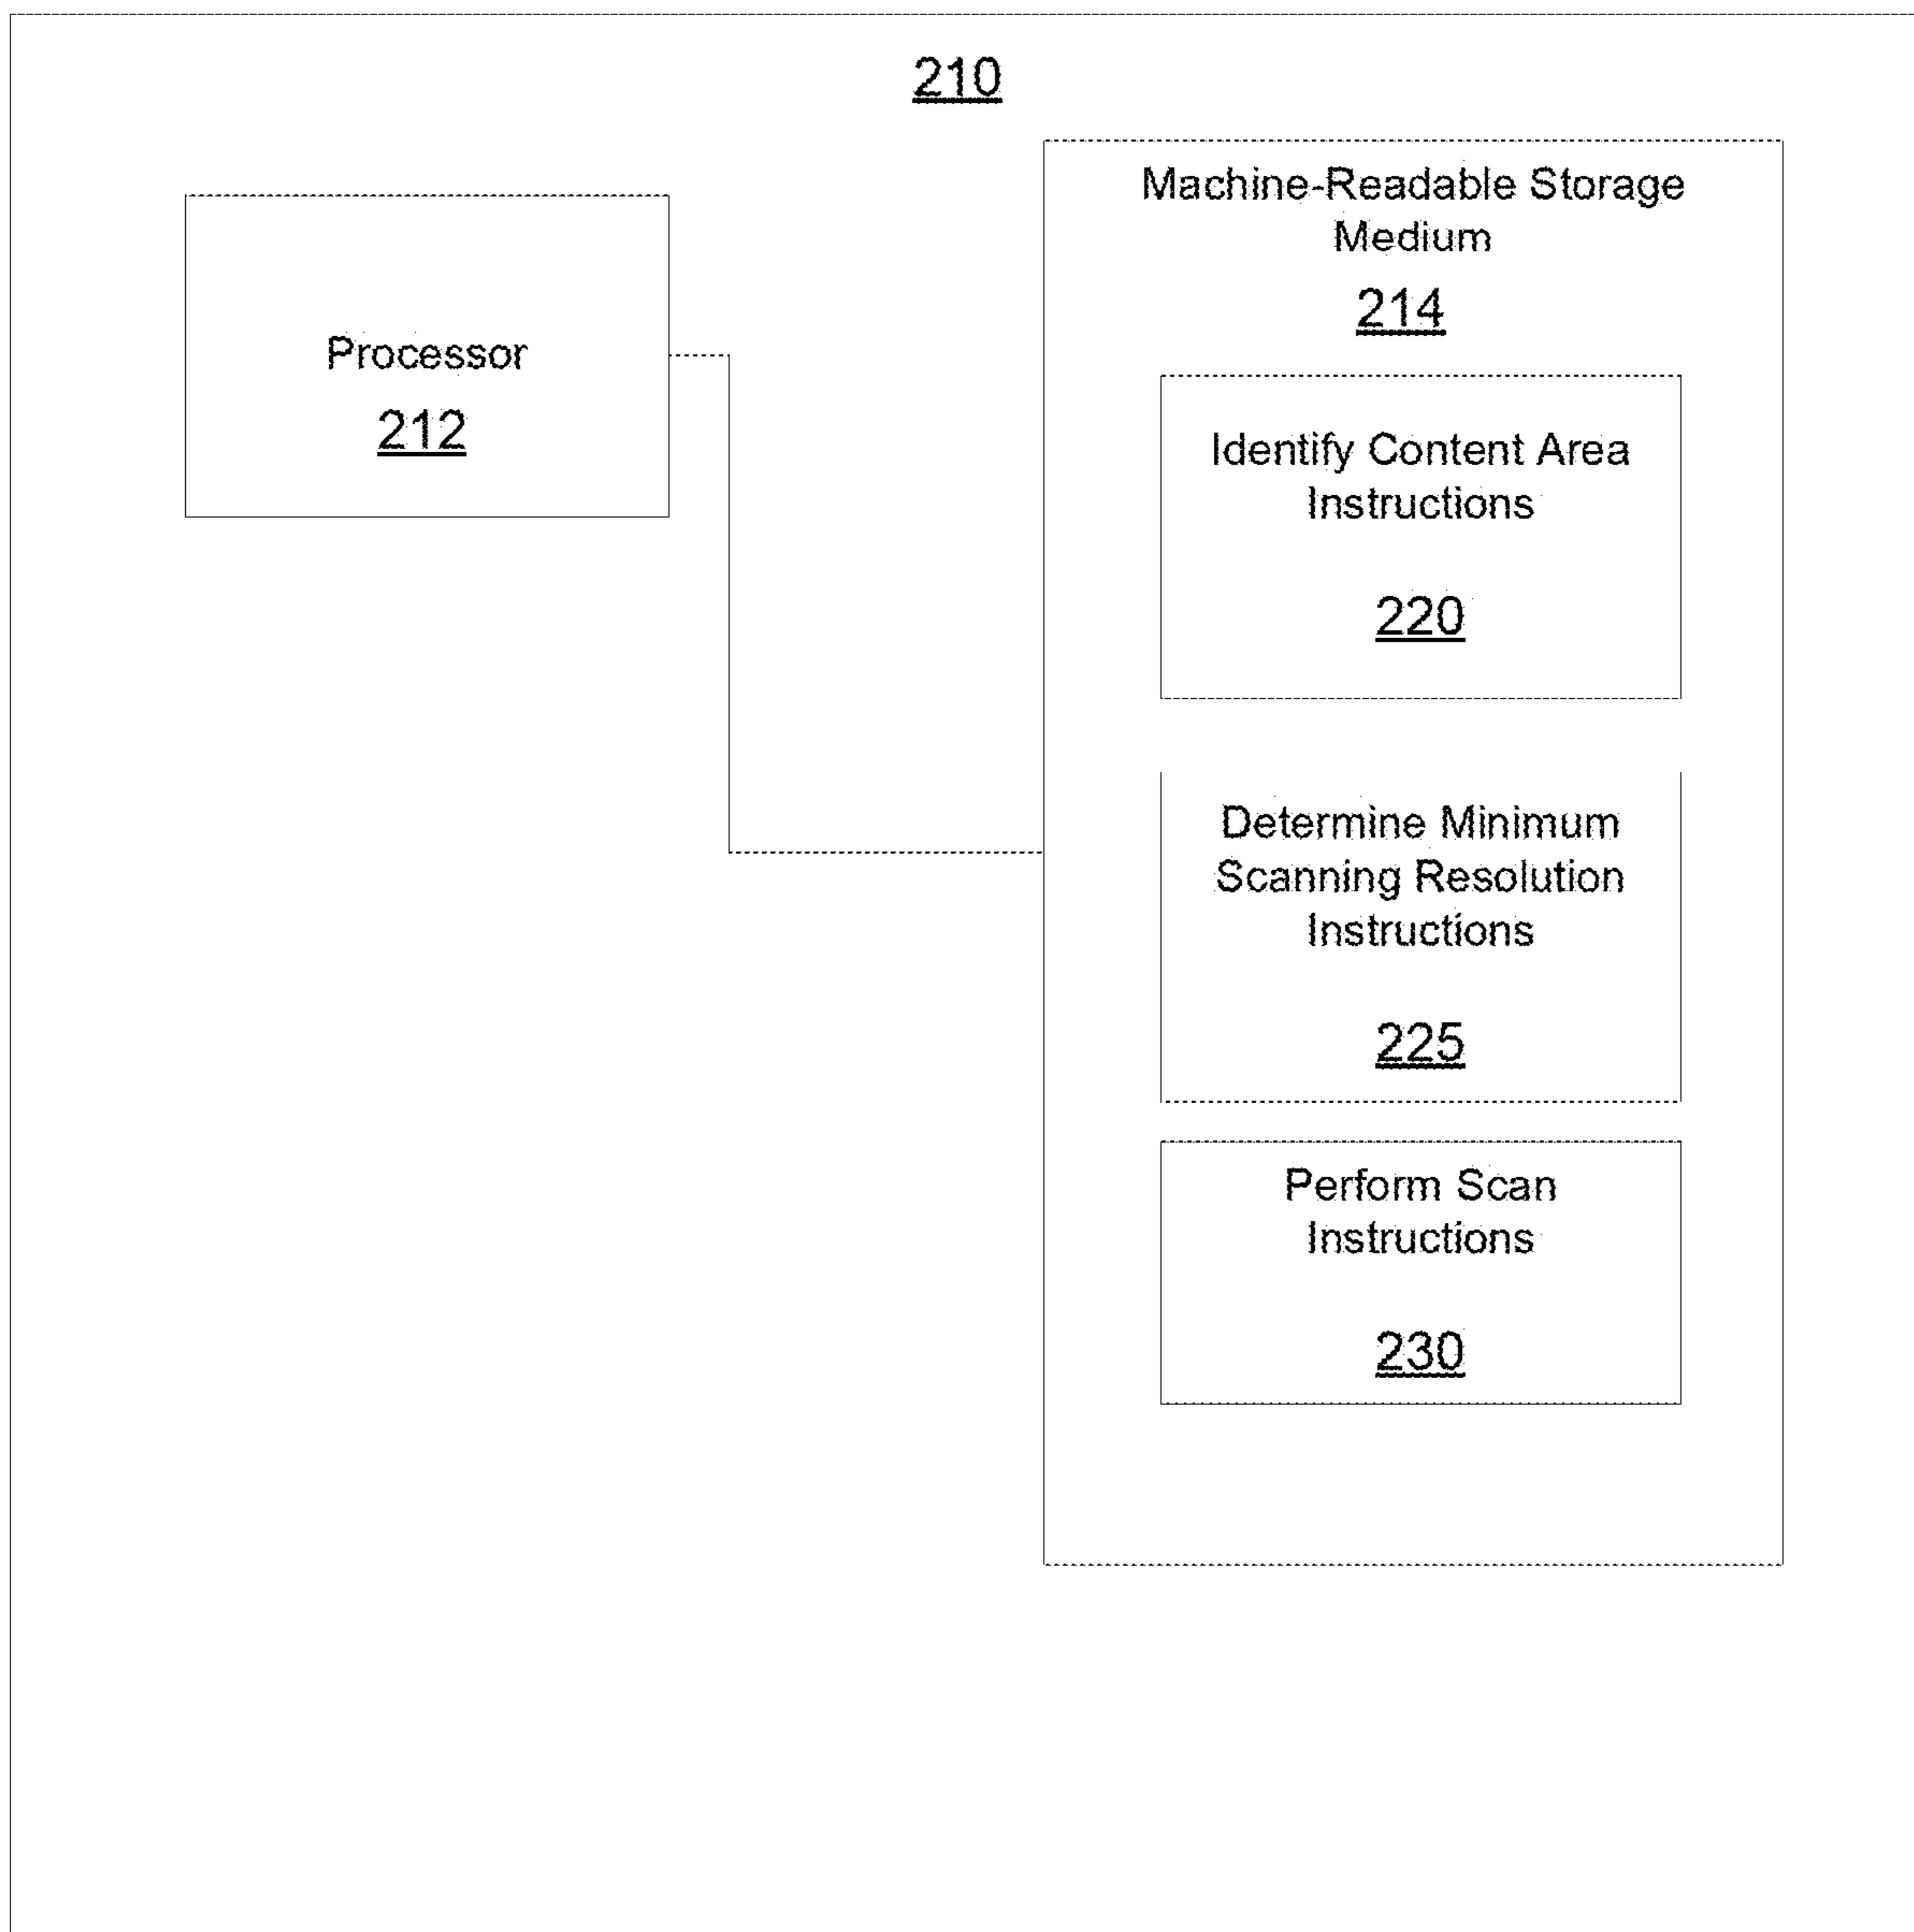 210
Processor
212
Machine-Readable Storage
Medium
214
Identify Content Area
Instructions
220
Determine Minimum
Scanning Resolution
Instructions
225
Perform Scan
Instructions
230